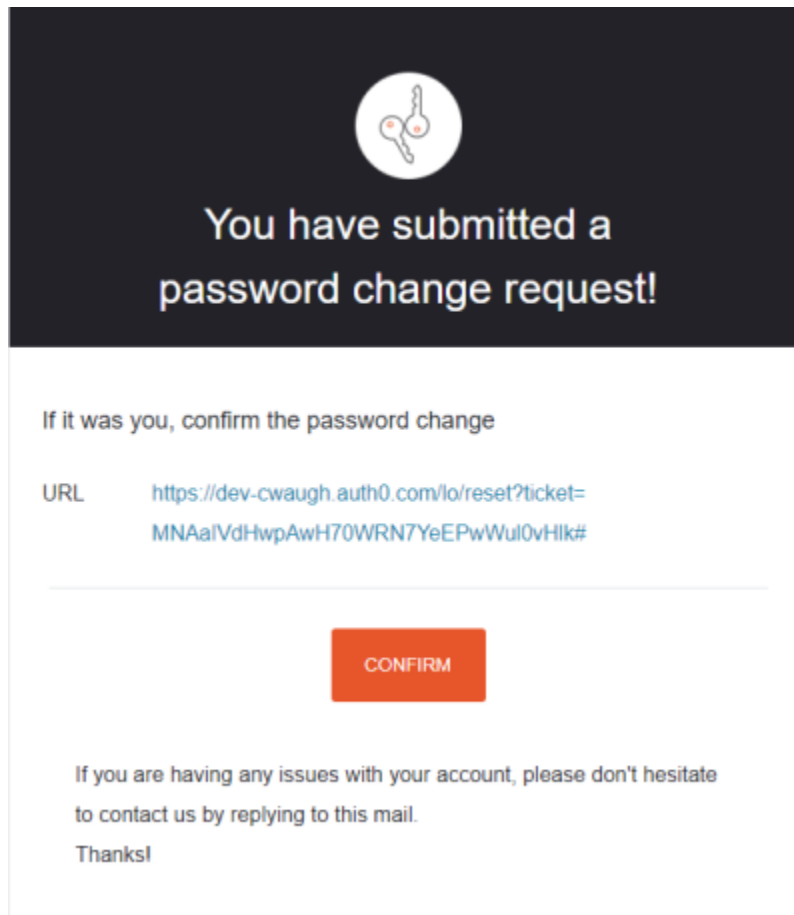 You have submitted a
password change request!
If it was you, confirm the password change
URL https://dev-cwaugh.auth0.com/lo/reset?ticket=
MNAalVdHwpAwH70WRN7YeEPwWul0vHlk#
CONFIRM
If you are having any issues with your account, please don't hesitate
to contact us by replying to this mail.
Thanks!